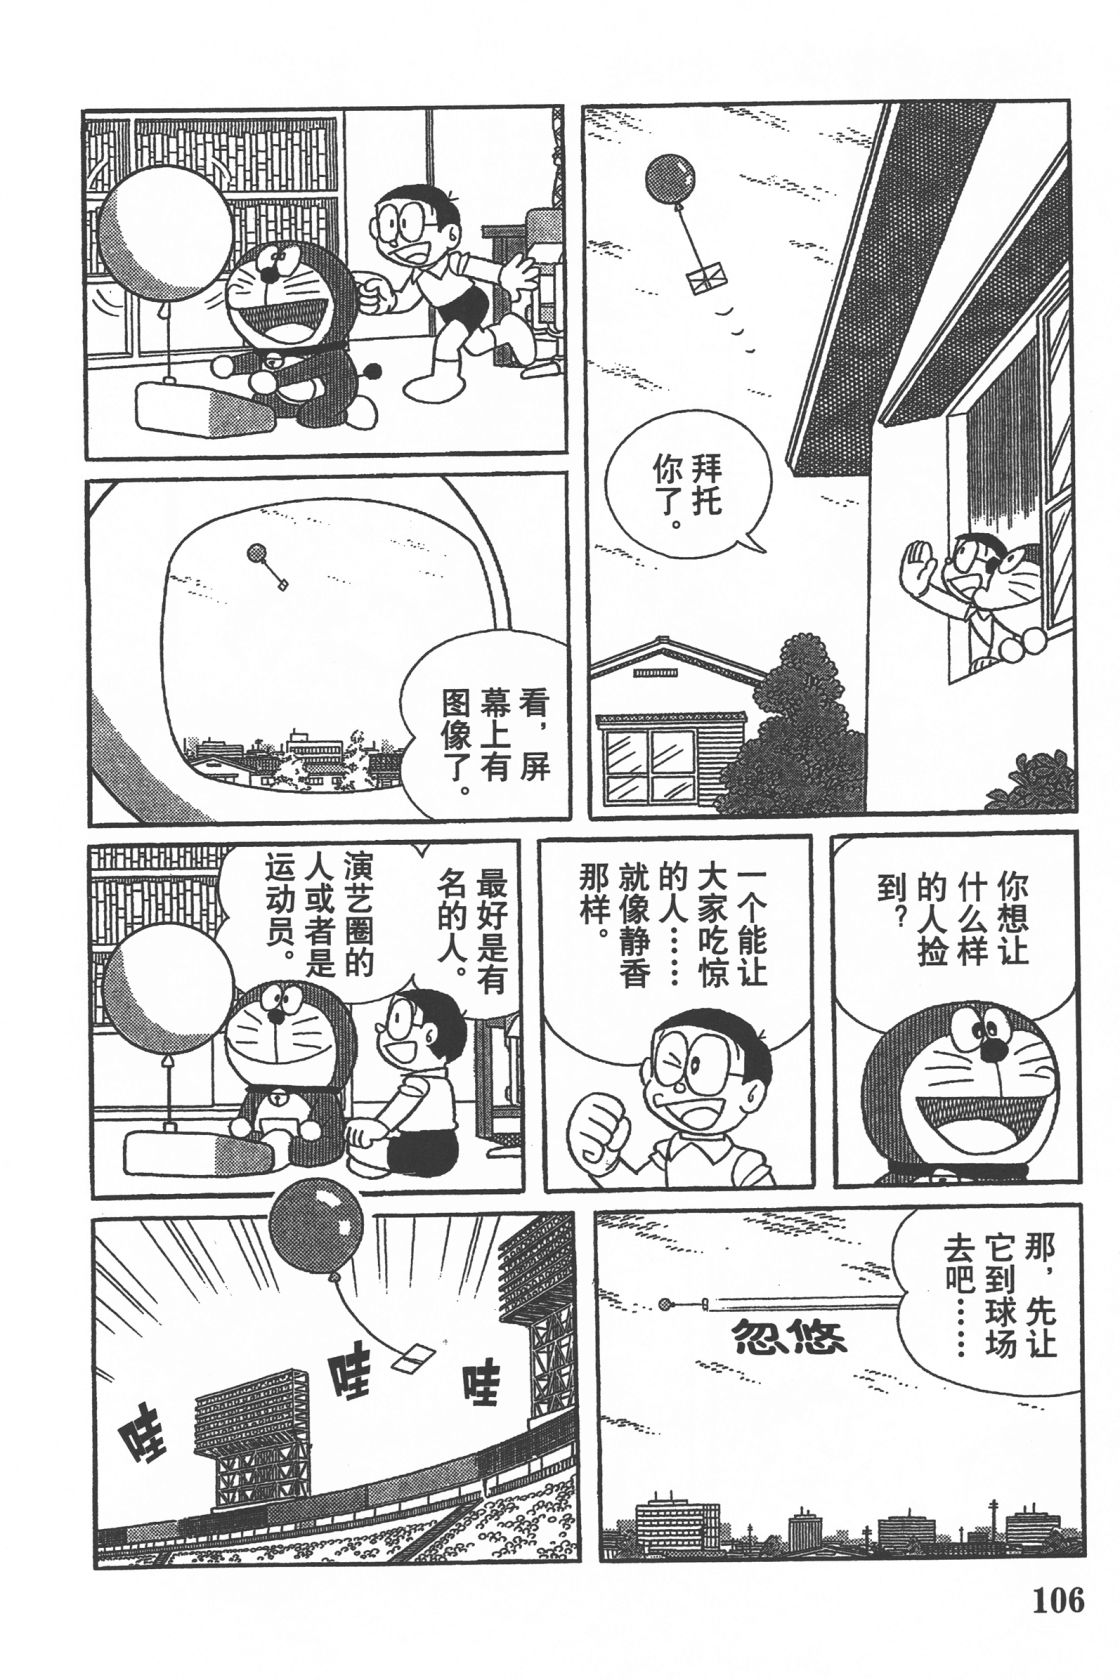 拜托
你了。
看，屏
幕上有
图像了。
你想让
什么样
的人捡
到？
一个能让
大家吃惊
的人……
就像静香
那样。
最好是有
名的人。
演艺圈的
人或者是
运动员。
那，先让
它到球场
去吧……
忽悠
哇
哇
哇
106